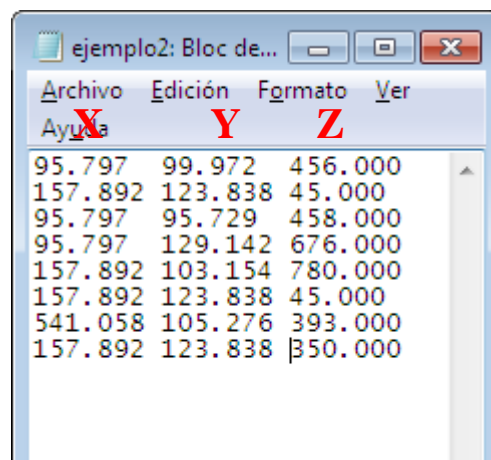 ejemplo2: Bloc de...
Archivo Edición Formato Ver
Ayuda
X Y Z
95.797 99.972 456.000
157.892 123.838 45.000
95.797 95.729 458.000
95.797 129.142 676.000
157.892 103.154 780.000
157.892 123.838 45.000
541.058 105.276 393.000
157.892 123.838 350.000